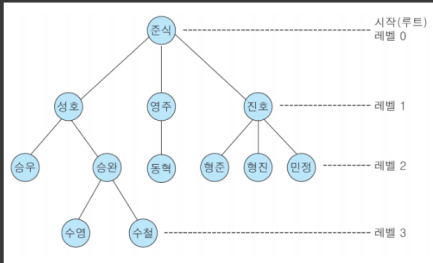 준식
시작(루트)
레벨 0
성호
영주
진호
레벨 1
승우
승완
동혁
형준
형진
민정
레벨 2
수영
수철
레벨 3